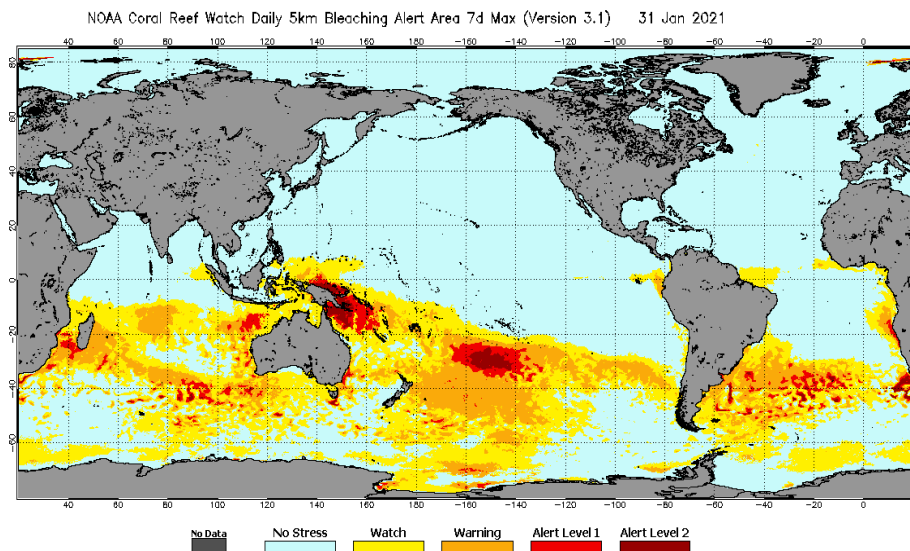 NOAA Coral Reef Watch Daily 5km Bleaching Alert Area 7d Max (Version 3.1) 31 Jan 2021
80
60
40
20
0
-20
-40
-60
40 60 80 100 120 140 160 180 -160 -140 -120 -100 -80 -60 -40 -20 0
40 60 80 100 120 140 160 180 -160 -140 -120 -100 -80 -60 -40 -20 0
No Data No Stress Watch Warning Alert Level 1 Alert Level 2